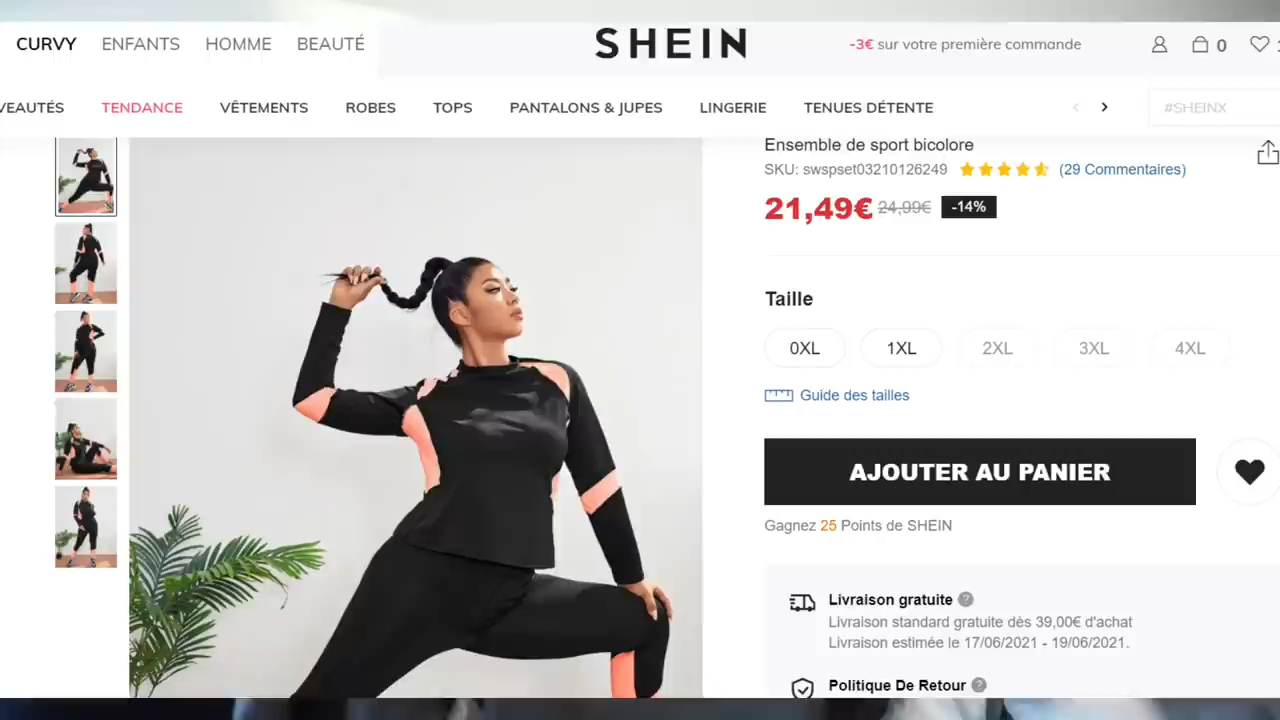 CURVY ENFANTS HOMME BEAUTÉ
SHEIN
-3€ sur votre première commande
0
VEAUTÉS TENDANCE VÊTEMENTS ROBES TOPS PANTALONS & JUPES LINGERIE TENUES DÉTENTE
#SHEINX
Ensemble de sport bicolore
SKU: swspset03210126249 (29 Commentaires)
21,49€ 24,99€ -14%
Taille
0XL 1XL 2XL 3XL 4XL
Guide des tailles
AJOUTER AU PANIER
Gagnez 25 Points de SHEIN
Livraison gratuite ?
Livraison standard gratuite dès 39,00€ d'achat
Livraison estimée le 17/06/2021 - 19/06/2021.
Politique De Retour ?